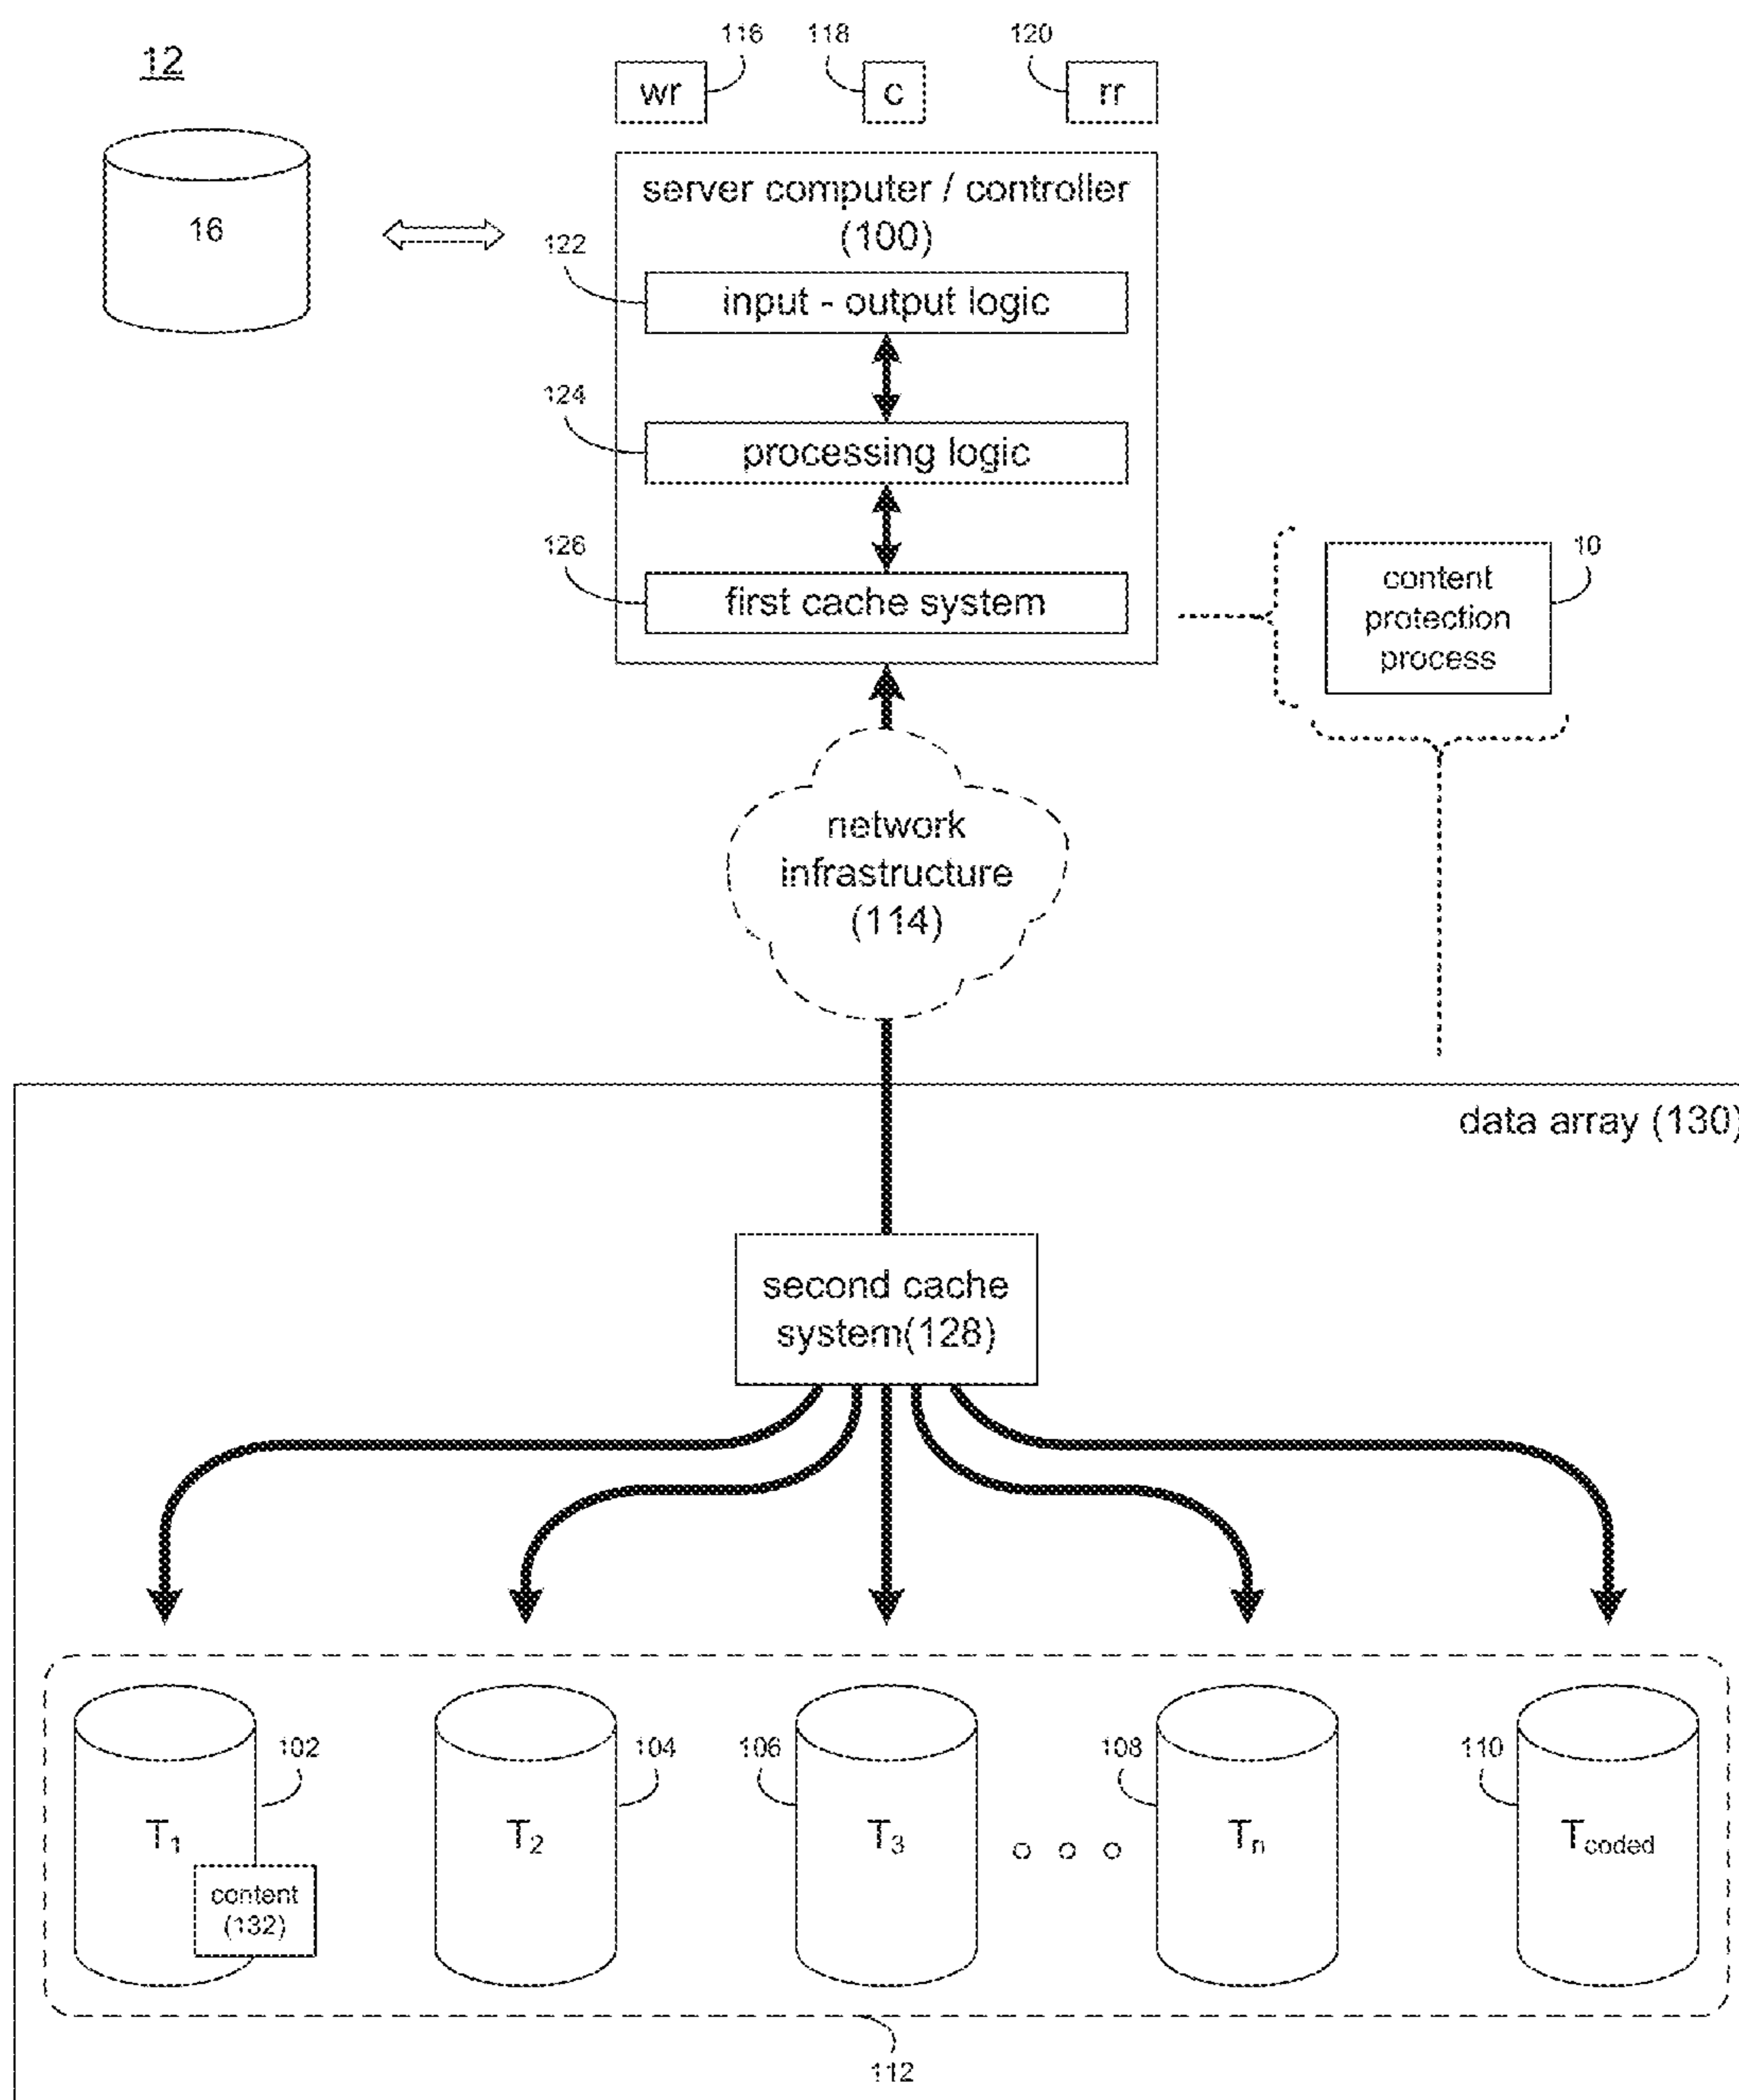 12
116
118
120
wr
c
rr
16
server computer / controller
(100)
122
input - output logic
124
processing logic
126
first cache system
10
content
protection
process
network
infrastructure
(114)
data array (130)
second cache
system(128)
102
104
106
108
110
T1
T2
T3
Tn
Tcoded
content
(132)
112